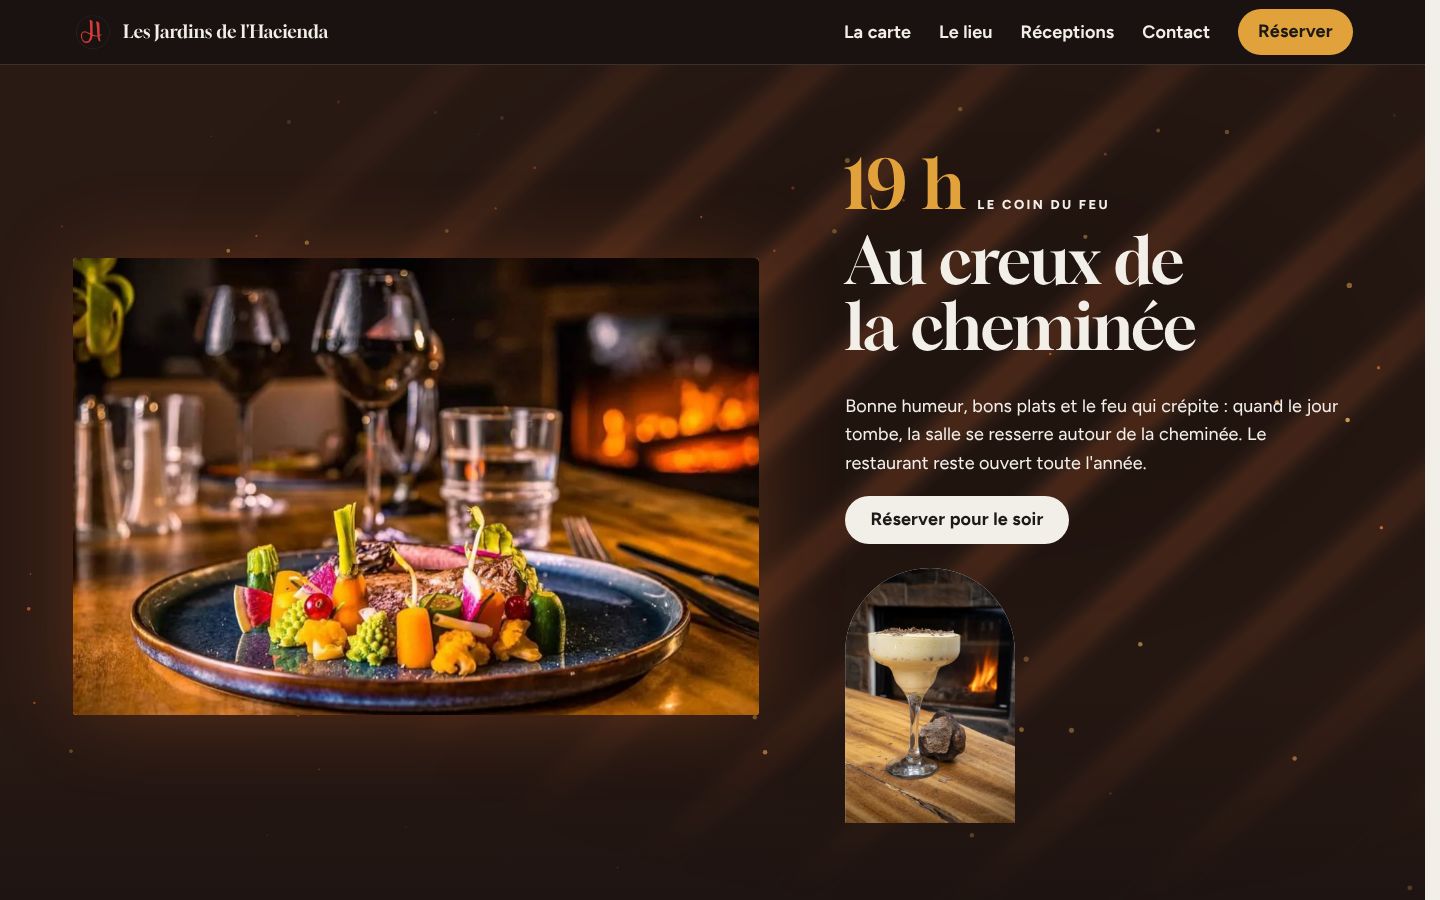 Les Jardins de l'Hacienda
La carte
Le lieu
Réceptions
Contact
Réserver
19 h LE COIN DU FEU
Au creux de
la cheminée
Bonne humeur, bons plats et le feu qui crépite : quand le jour
tombe, la salle se resserre autour de la cheminée. Le
restaurant reste ouvert toute l'année.
Réserver pour le soir